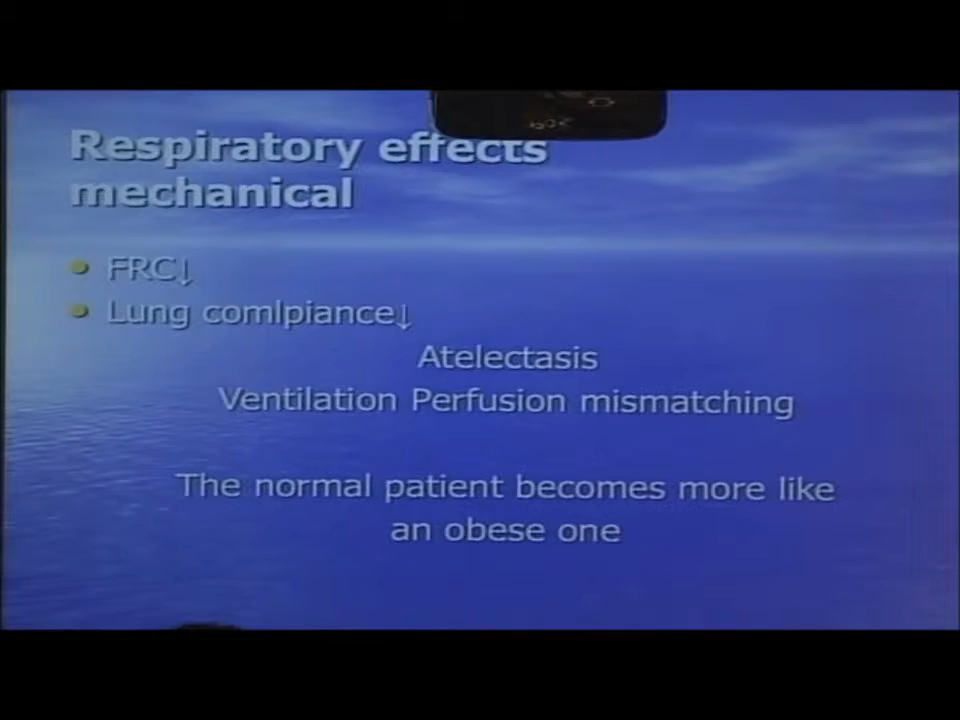 Respiratory effects
mechanical
• FRC↓
• Lung comlpiance↓
Atelectasis
Ventilation Perfusion mismatching
The normal patient becomes more like
an obese one